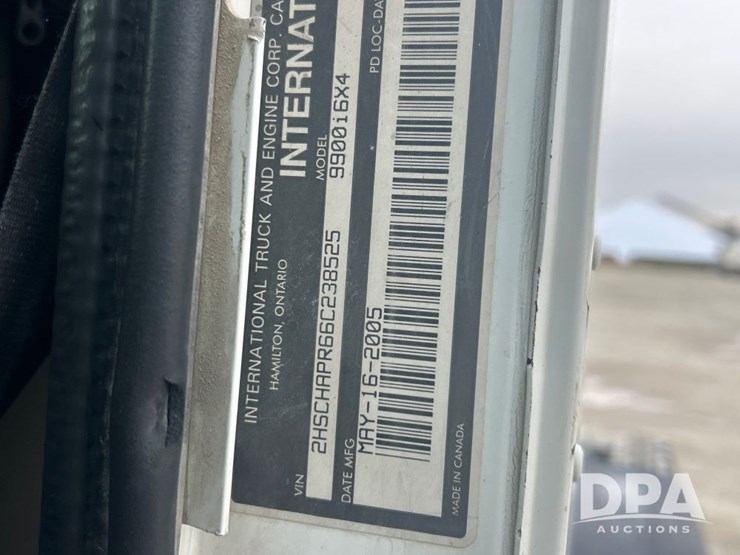 INTERNATIONAL TRUCK AND ENGINE CORP. CA
HAMILTON, ONTARIO
INTERNAT
VIN
2HSCHAPR66C238525
MODEL
9900i6X4
DATE MFG
MAY-16-2005
PD LOC-DA
MADE IN CANADA
DPA
AUCTIONS